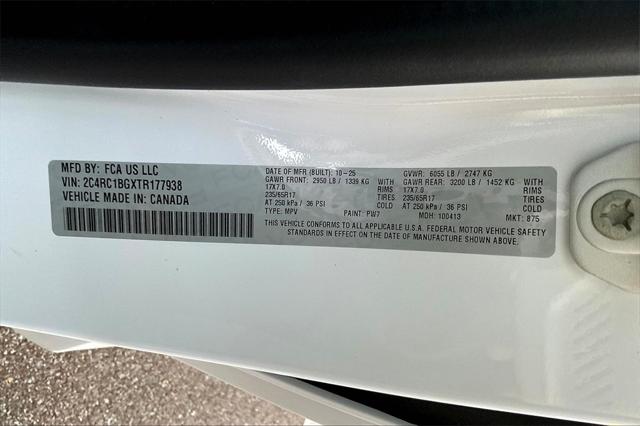 MFD BY: FCA US LLC
VIN: 2C4RC1BGXTR177938
VEHICLE MADE IN: CANADA
DATE OF MFR (BUILT): 10-25 GVWR: 6055 LB / 2747 KG
GAWR FRONT: 2950 LB / 1339 KG GAWR REAR: 3200 LB / 1452 KG
17X7.0 RIMS 17X7.0 RIMS
235/65R17 TIRES 235/65R17 TIRES
AT 250 kPa / 36 PSI COLD AT 250 kPa / 36 PSI COLD
TYPE: MPV PAINT: PW7 MDH: 100413 MKT: 875
THIS VEHICLE CONFORMS TO ALL APPLICABLE U.S.A. FEDERAL MOTOR VEHICLE SAFETY
STANDARDS IN EFFECT ON THE DATE OF MANUFACTURE SHOWN ABOVE.